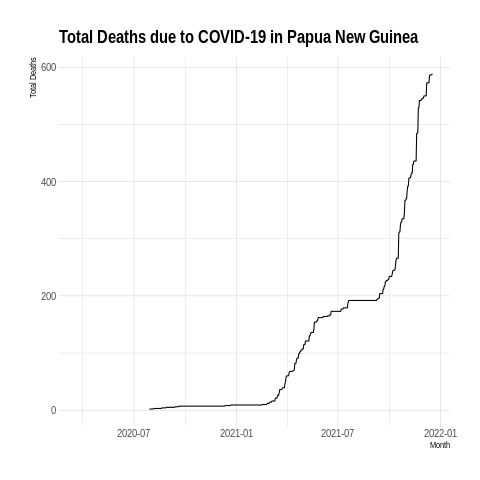 Total Deaths due to COVID-19 in Papua New Guinea
Total Deaths
600
400
200
0
2020-07
2021-01
2021-07
2022-01
Month